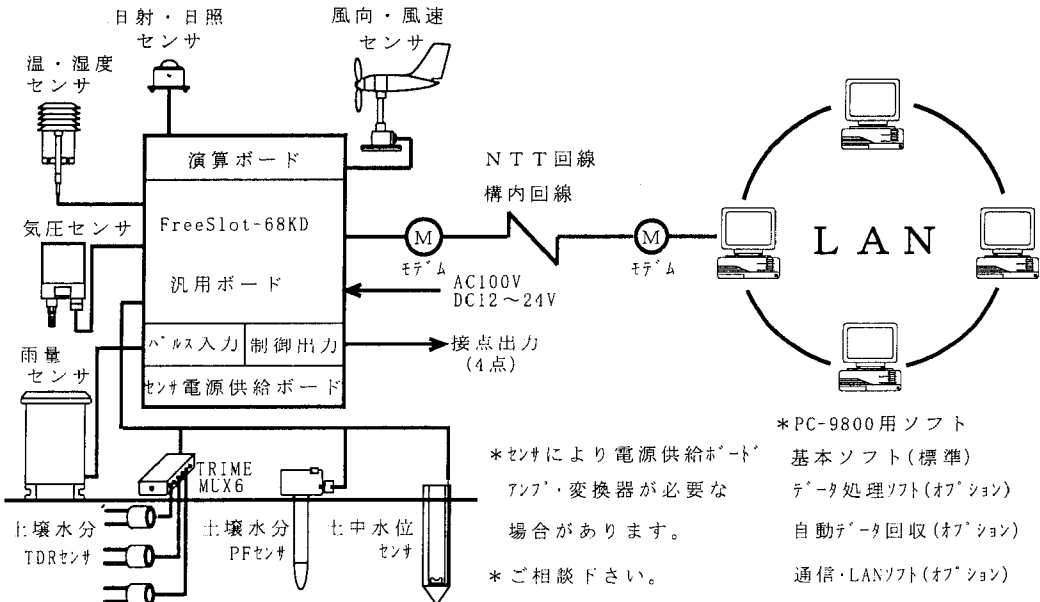 日射・日照
センサ
風向・風速
センサ
温・湿度
センサ
演算ボード
FreeSlot-68KD
汎用ボード
パルス入力
制御出力
センサ電源供給ボード
気圧センサ
雨量
センサ
NTT回線
構内回線
M
モデム
M
モデム
AC100V
DC12～24V
接点出力
(4点)
LAN
TRIME
MUX6
土壌水分
TDRセンサ
土壌水分
PFセンサ
土中水位
センサ
*センサにより電源供給ボード
アンプ・変換器が必要な
場合があります。
*ご相談下さい。
*PC-9800用ソフト
基本ソフト(標準)
データ処理ソフト(オプション)
自動データ回収(オプション)
通信・LANソフト(オプション)